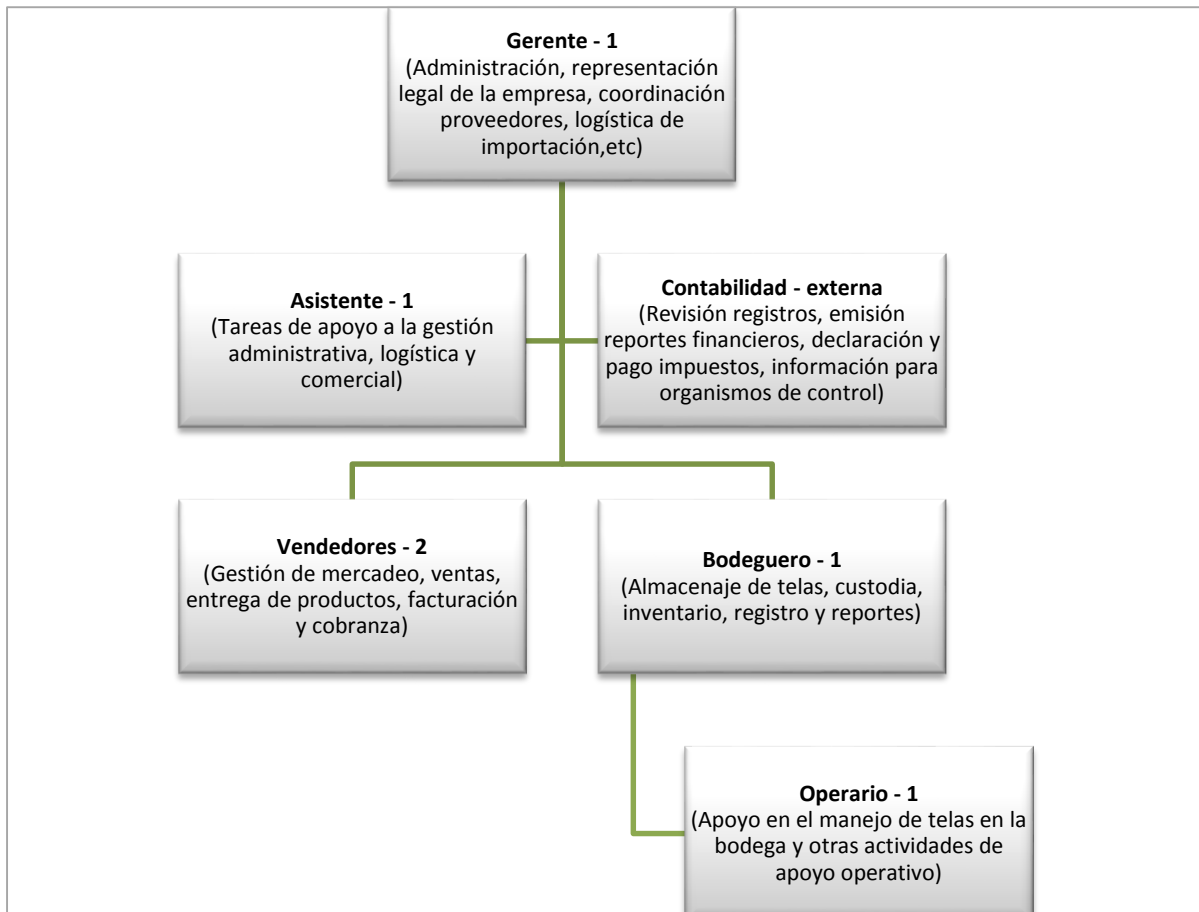 Gerente - 1
(Administración, representación
legal de la empresa, coordinación
proveedores, logística de
importación,etc)
Asistente - 1
(Tareas de apoyo a la gestión
administrativa, logística y
comercial)
Contabilidad - externa
(Revisión registros, emisión
reportes financieros, declaración y
pago impuestos, información para
organismos de control)
Vendedores - 2
(Gestión de mercadeo, ventas,
entrega de productos, facturación
y cobranza)
Bodeguero - 1
(Almacenaje de telas, custodia,
inventario, registro y reportes)
Operario - 1
(Apoyo en el manejo de telas en la
bodega y otras actividades de
apoyo operativo)